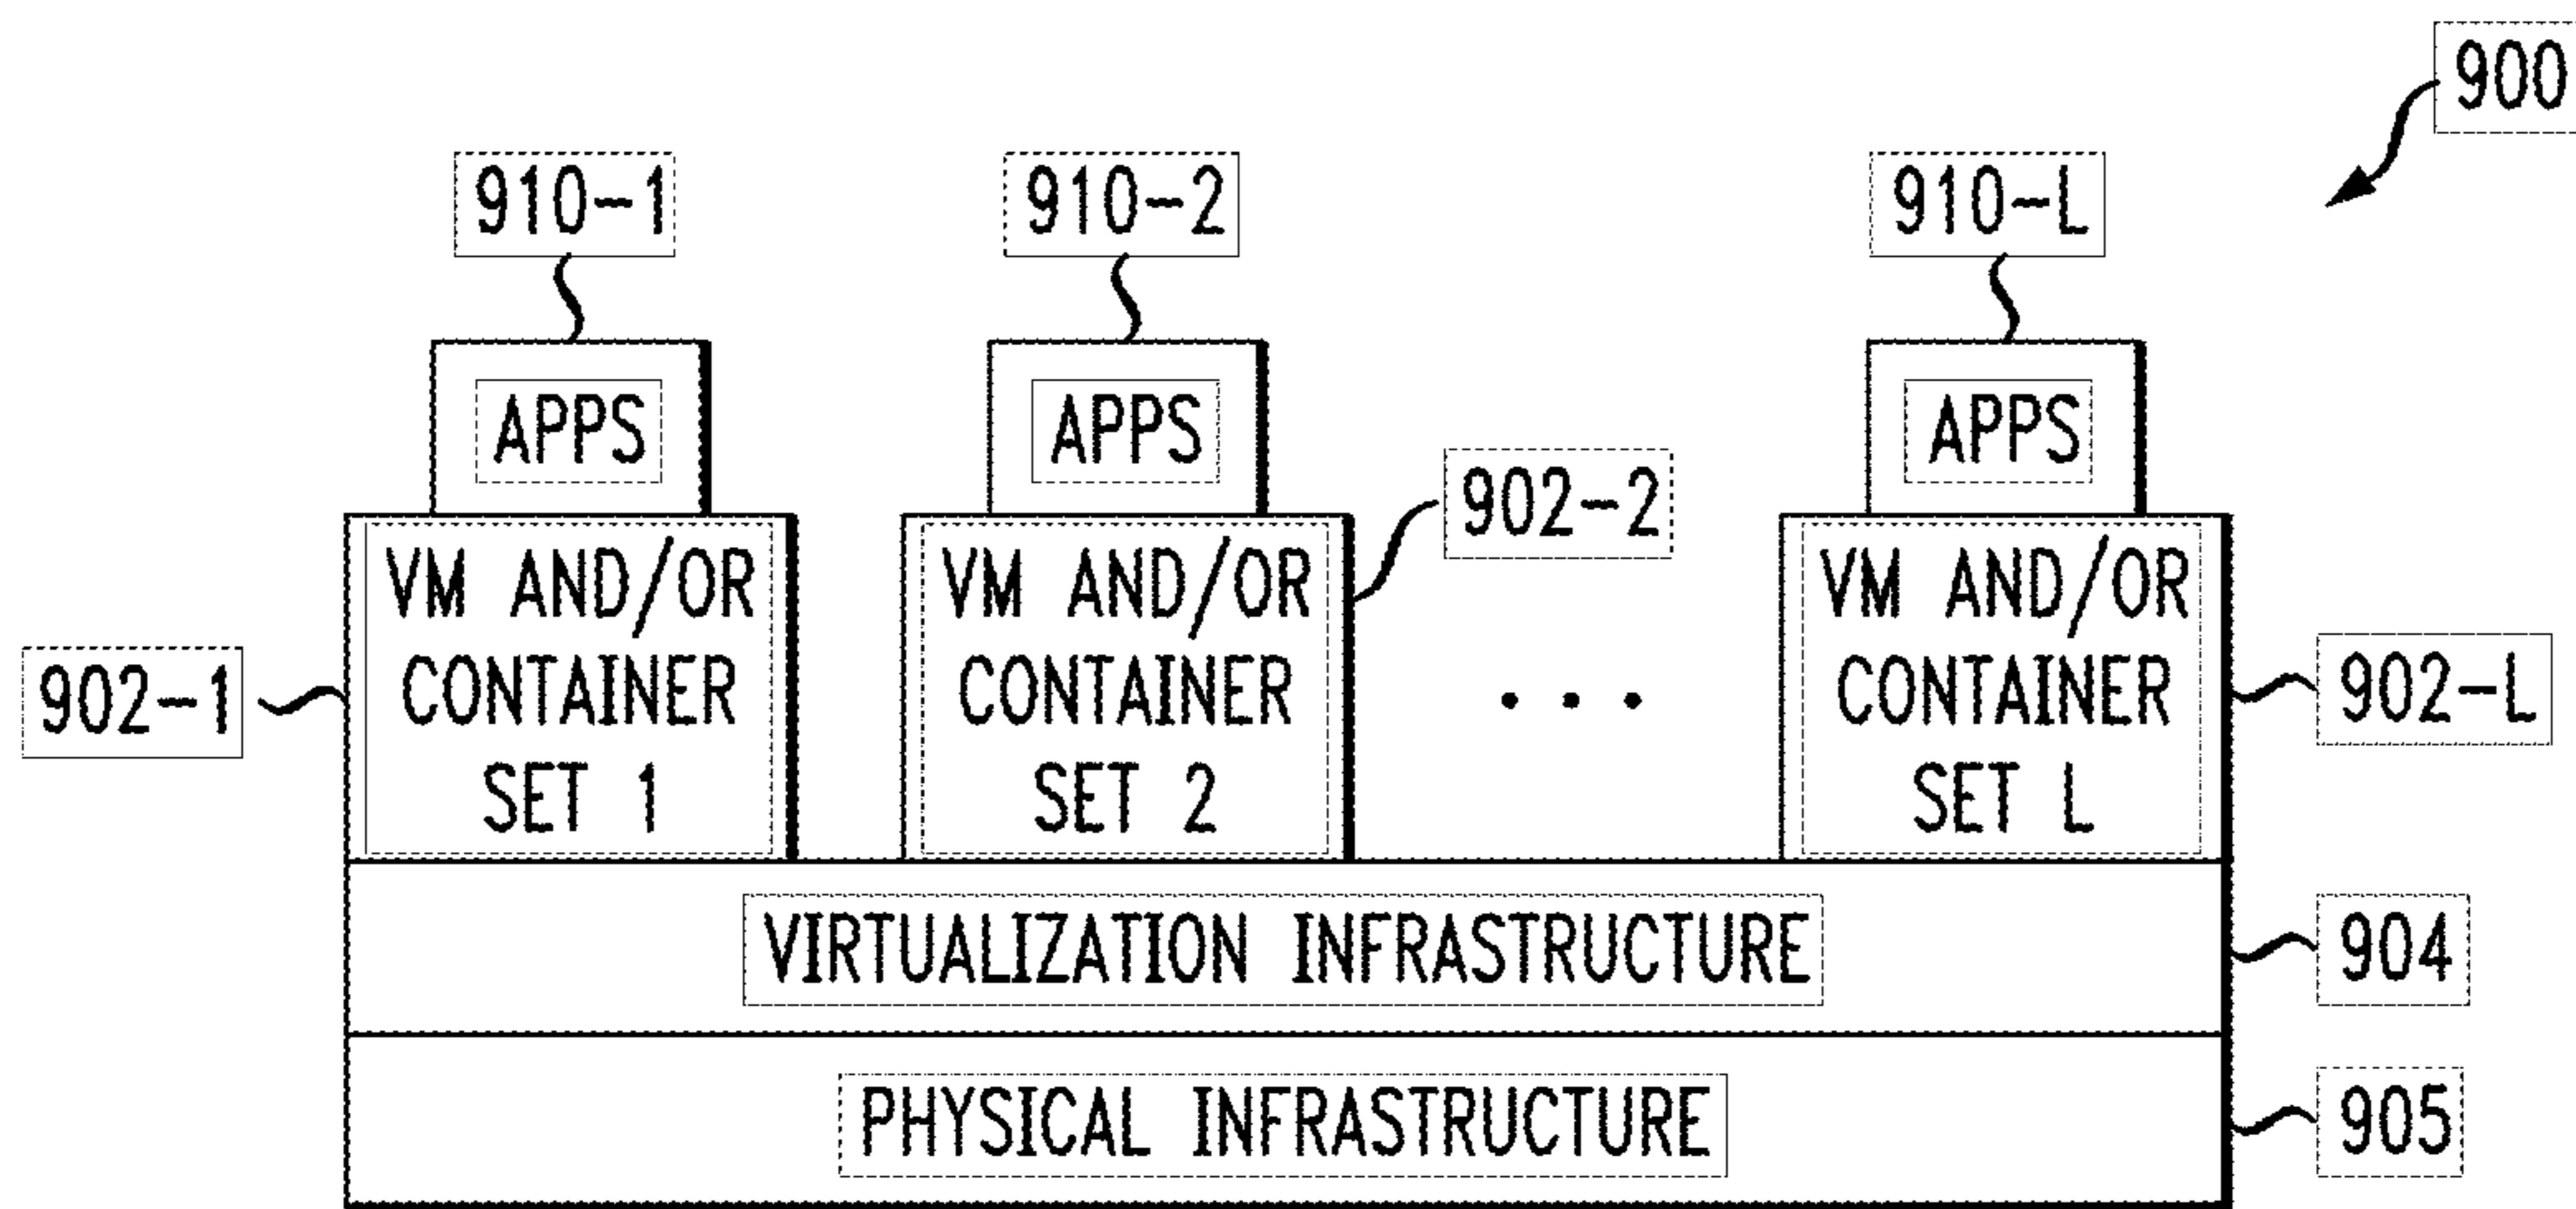 900
910-1
910-2
910-L
APPS
APPS
APPS
902-1
VM AND/OR
CONTAINER
SET 1
VM AND/OR
CONTAINER
SET 2
902-2
. . .
VM AND/OR
CONTAINER
SET L
902-L
VIRTUALIZATION INFRASTRUCTURE
904
PHYSICAL INFRASTRUCTURE
905